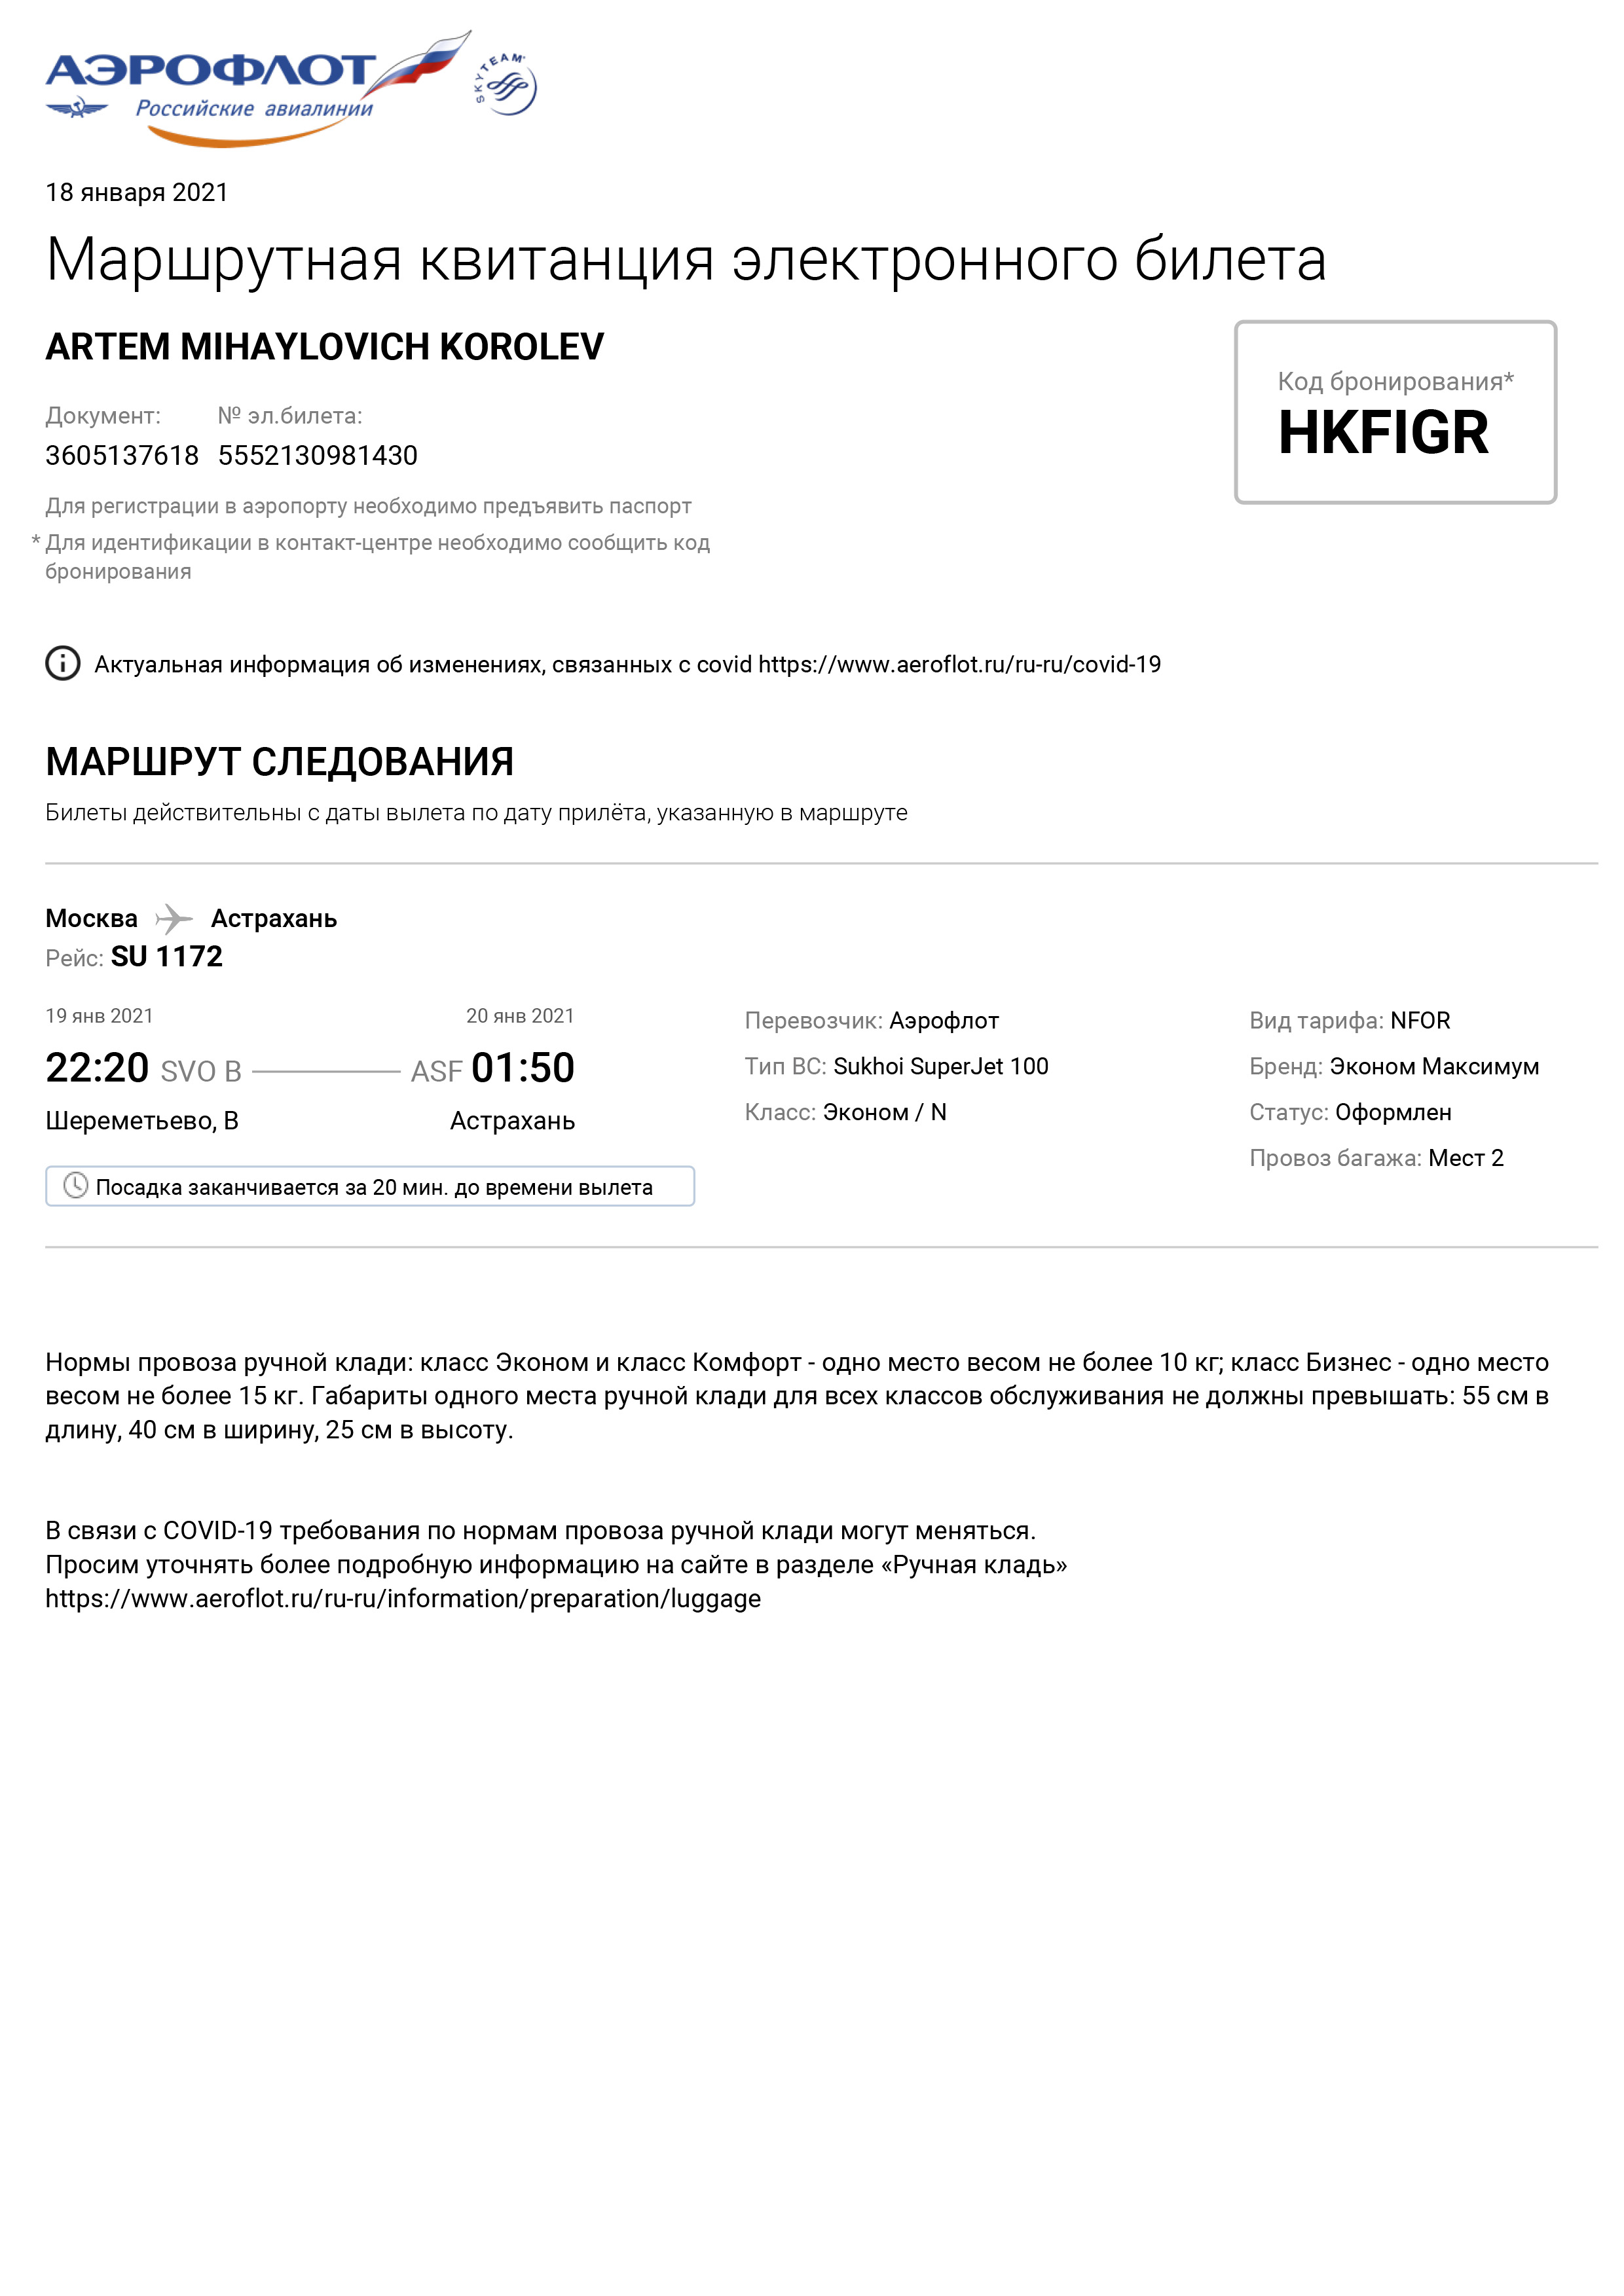 АЭРОФЛОТ
Российские авиалинии
SKYTEAM
18 января 2021
Маршрутная квитанция электронного билета
ARTEM MIHAYLOVICH KOROLEV
Код бронирования*
HKFIGR
Документ: № эл.билета:
3605137618 5552130981430
Для регистрации в аэропорту необходимо предъявить паспорт
* Для идентификации в контакт-центре необходимо сообщить код
бронирования
Актуальная информация об изменениях, связанных с covid https://www.aeroflot.ru/ru-ru/covid-19
МАРШРУТ СЛЕДОВАНИЯ
Билеты действительны с даты вылета по дату прилёта, указанную в маршруте
Москва Астрахань
Рейс: SU 1172
19 янв 2021 20 янв 2021
22:20 SVO B ASF 01:50
Шереметьево, B Астрахань
Посадка заканчивается за 20 мин. до времени вылета
Перевозчик: Аэрофлот
Тип ВС: Sukhoi SuperJet 100
Класс: Эконом / N
Вид тарифа: NFOR
Бренд: Эконом Максимум
Статус: Оформлен
Провоз багажа: Мест 2
Нормы провоза ручной клади: класс Эконом и класс Комфорт - одно место весом не более 10 кг; класс Бизнес - одно место
весом не более 15 кг. Габариты одного места ручной клади для всех классов обслуживания не должны превышать: 55 см в
длину, 40 см в ширину, 25 см в высоту.
В связи с COVID-19 требования по нормам провоза ручной клади могут меняться.
Просим уточнять более подробную информацию на сайте в разделе «Ручная кладь»
https://www.aeroflot.ru/ru-ru/information/preparation/luggage